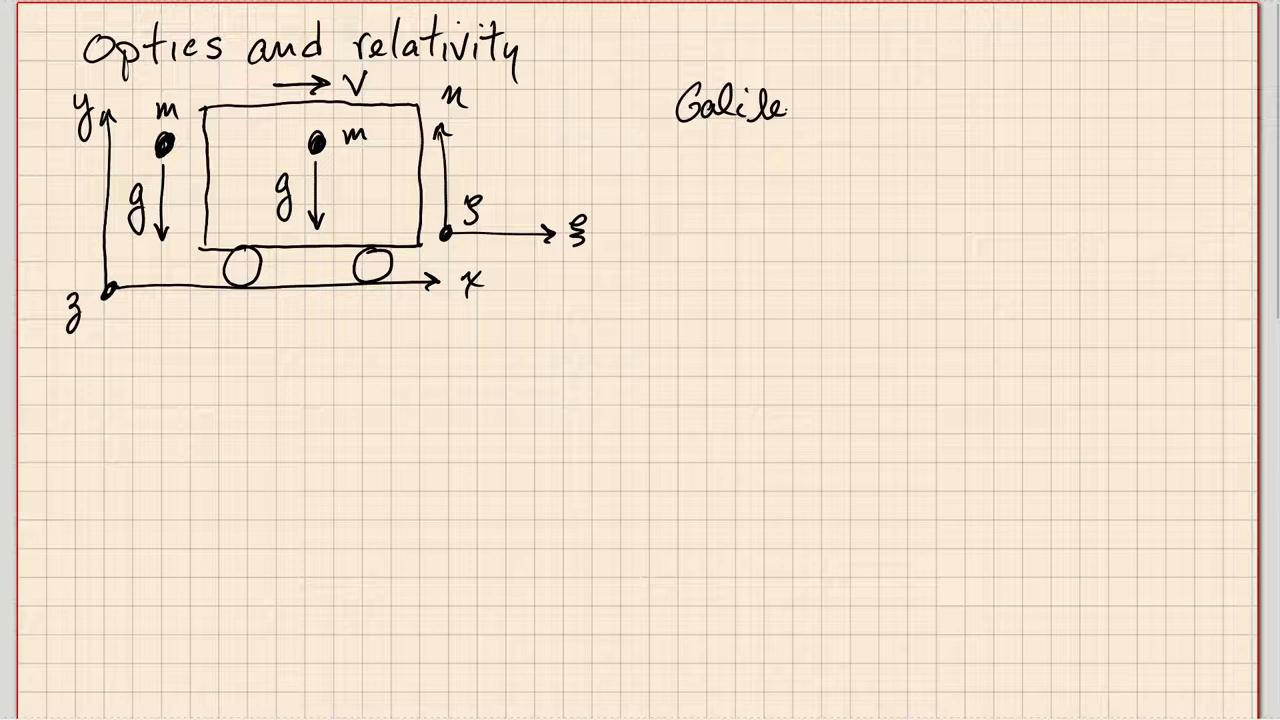 Optics and relativity
V
Galile
y
m
m
η
g
g
ζ
ξ
x
z